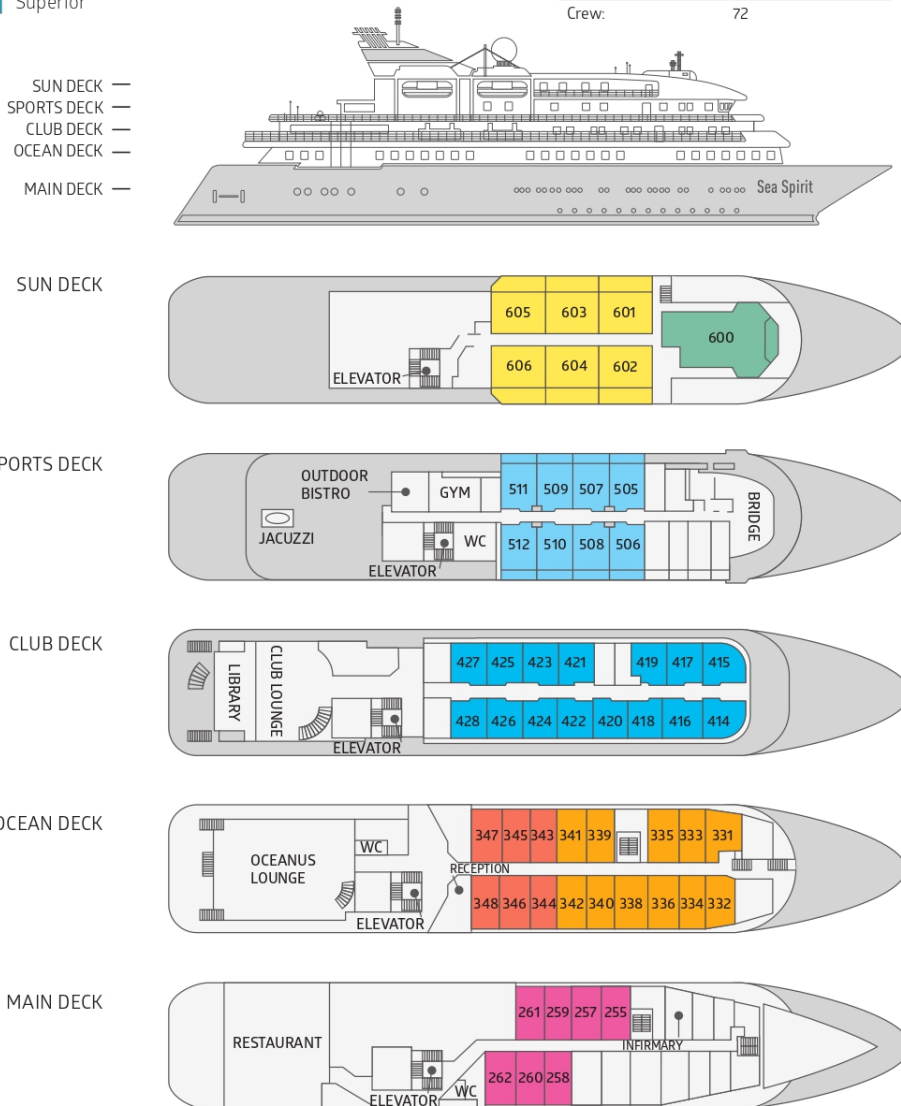 Superior
Crew: 72
SUN DECK
SPORTS DECK
CLUB DECK
OCEAN DECK
MAIN DECK
Sea Spirit
SUN DECK
605 603 601
600
606 604 602
ELEVATOR
PORTS DECK
OUTDOOR
BISTRO
GYM
511 509 507 505
BRIDGE
JACUZZI
WC
512 510 508 506
ELEVATOR
CLUB DECK
LIBRARY
CLUB LOUNGE
427 425 423 421 419 417 415
428 426 424 422 420 418 416 414
ELEVATOR
OCEAN DECK
347 345 343 341 339 335 333 331
WC
OCEANUS
LOUNGE
RECEPTION
348 346 344 342 340 338 336 334 332
ELEVATOR
MAIN DECK
261 259 257 255
RESTAURANT
INFIRMARY
262 260 258
WC
ELEVATOR